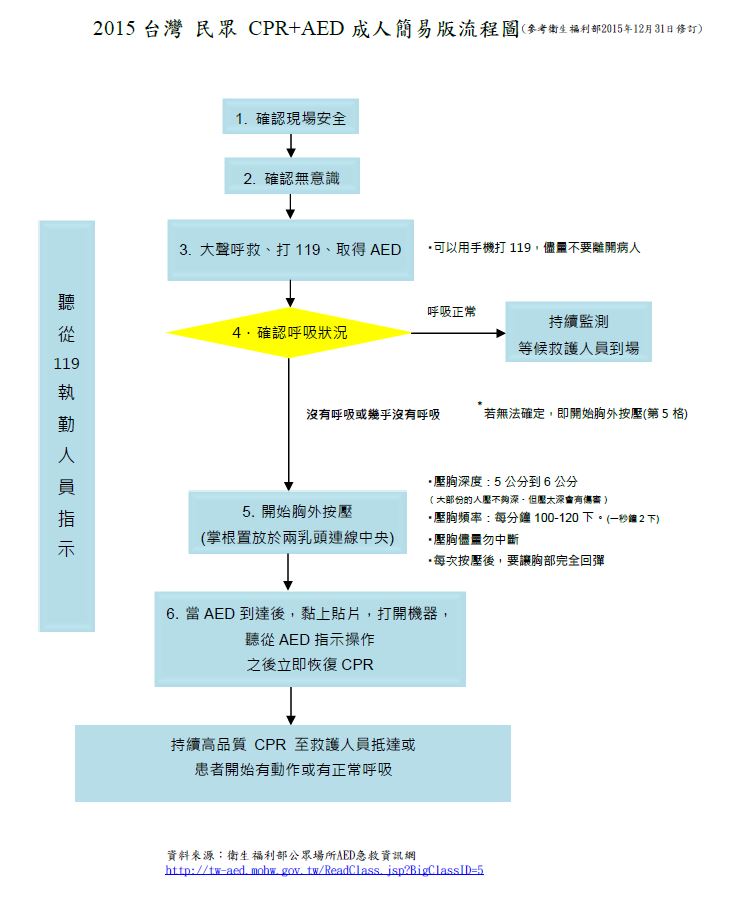 2015 台灣 民眾 CPR+AED 成人簡易版流程圖(參考衛生福利部2015年12月31日修訂)
1. 確認現場安全
2. 確認無意識
3. 大聲呼救、打 119、取得 AED
‧可以用手機打 119，儘量不要離開病人
4．確認呼吸狀況
呼吸正常
持續監測
等候救護人員到場
聽
從
119
執
勤
人
員
指
示
沒有呼吸或幾乎沒有呼吸
*若無法確定，即開始胸外按壓(第 5 格)
5. 開始胸外按壓
(掌根置放於兩乳頭連線中央)
‧壓胸深度：5 公分到 6 公分
（大部份的人壓不夠深，但壓太深會有傷害）
‧壓胸頻率：每分鐘 100-120 下。(一秒鐘 2 下)
‧壓胸儘量勿中斷
‧每次按壓後，要讓胸部完全回彈
6. 當 AED 到達後，黏上貼片，打開機器，
聽從 AED 指示操作
之後立即恢復 CPR
持續高品質 CPR 至救護人員抵達或
患者開始有動作或有正常呼吸
資料來源：衛生福利部公眾場所AED急救資訊網
http://tw-aed.mohw.gov.tw/ReadClass.jsp?BigClassID=5